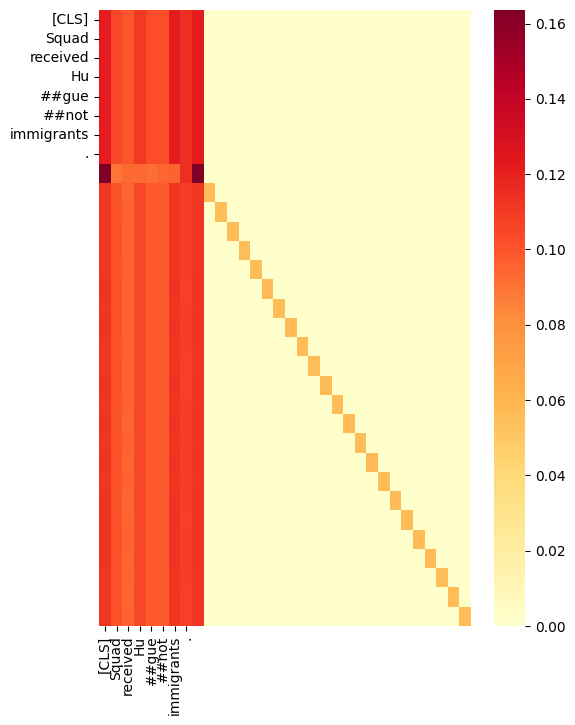 [CLS]
Squad
received
Hu
##gue
##not
immigrants
.
0.16
0.14
0.12
0.10
0.08
0.06
0.04
0.02
0.00
[CLS]
Squad
received
Hu
##gue
##not
immigrants
.